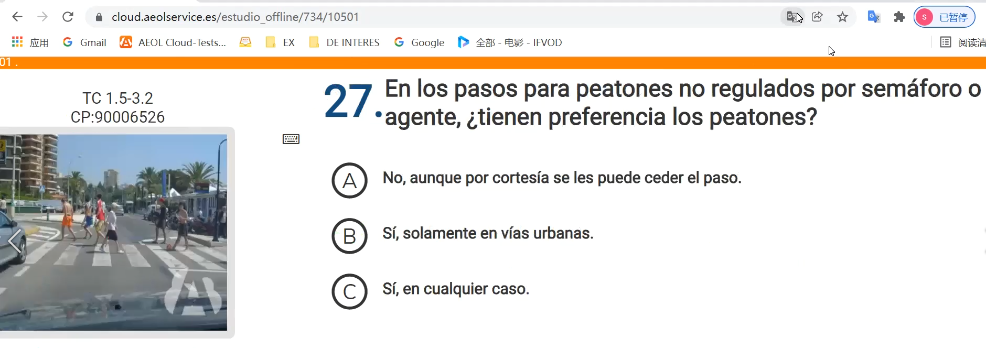 cloud.aeolservice.es/estudio_offline/734/10501
已暂停
应用 Gmail AEOL Cloud-Tests... EX DE INTERES Google 全部 - 电影 - IFVOD 阅读清
01 .
TC 1.5-3.2
CP:90006526
27. En los pasos para peatones no regulados por semáforo o
agente, ¿tienen preferencia los peatones?
A No, aunque por cortesía se les puede ceder el paso.
B Sí, solamente en vías urbanas.
C Sí, en cualquier caso.